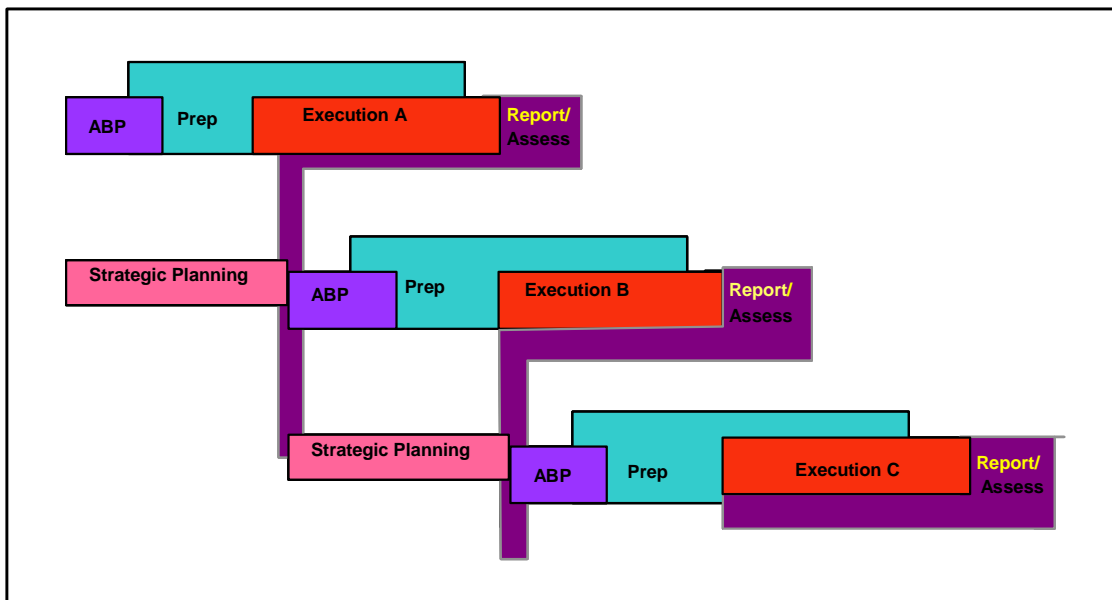 ABP
Prep
Execution A
Report/
Assess
Strategic Planning
ABP
Prep
Execution B
Report/
Assess
Strategic Planning
ABP
Prep
Execution C
Report/
Assess